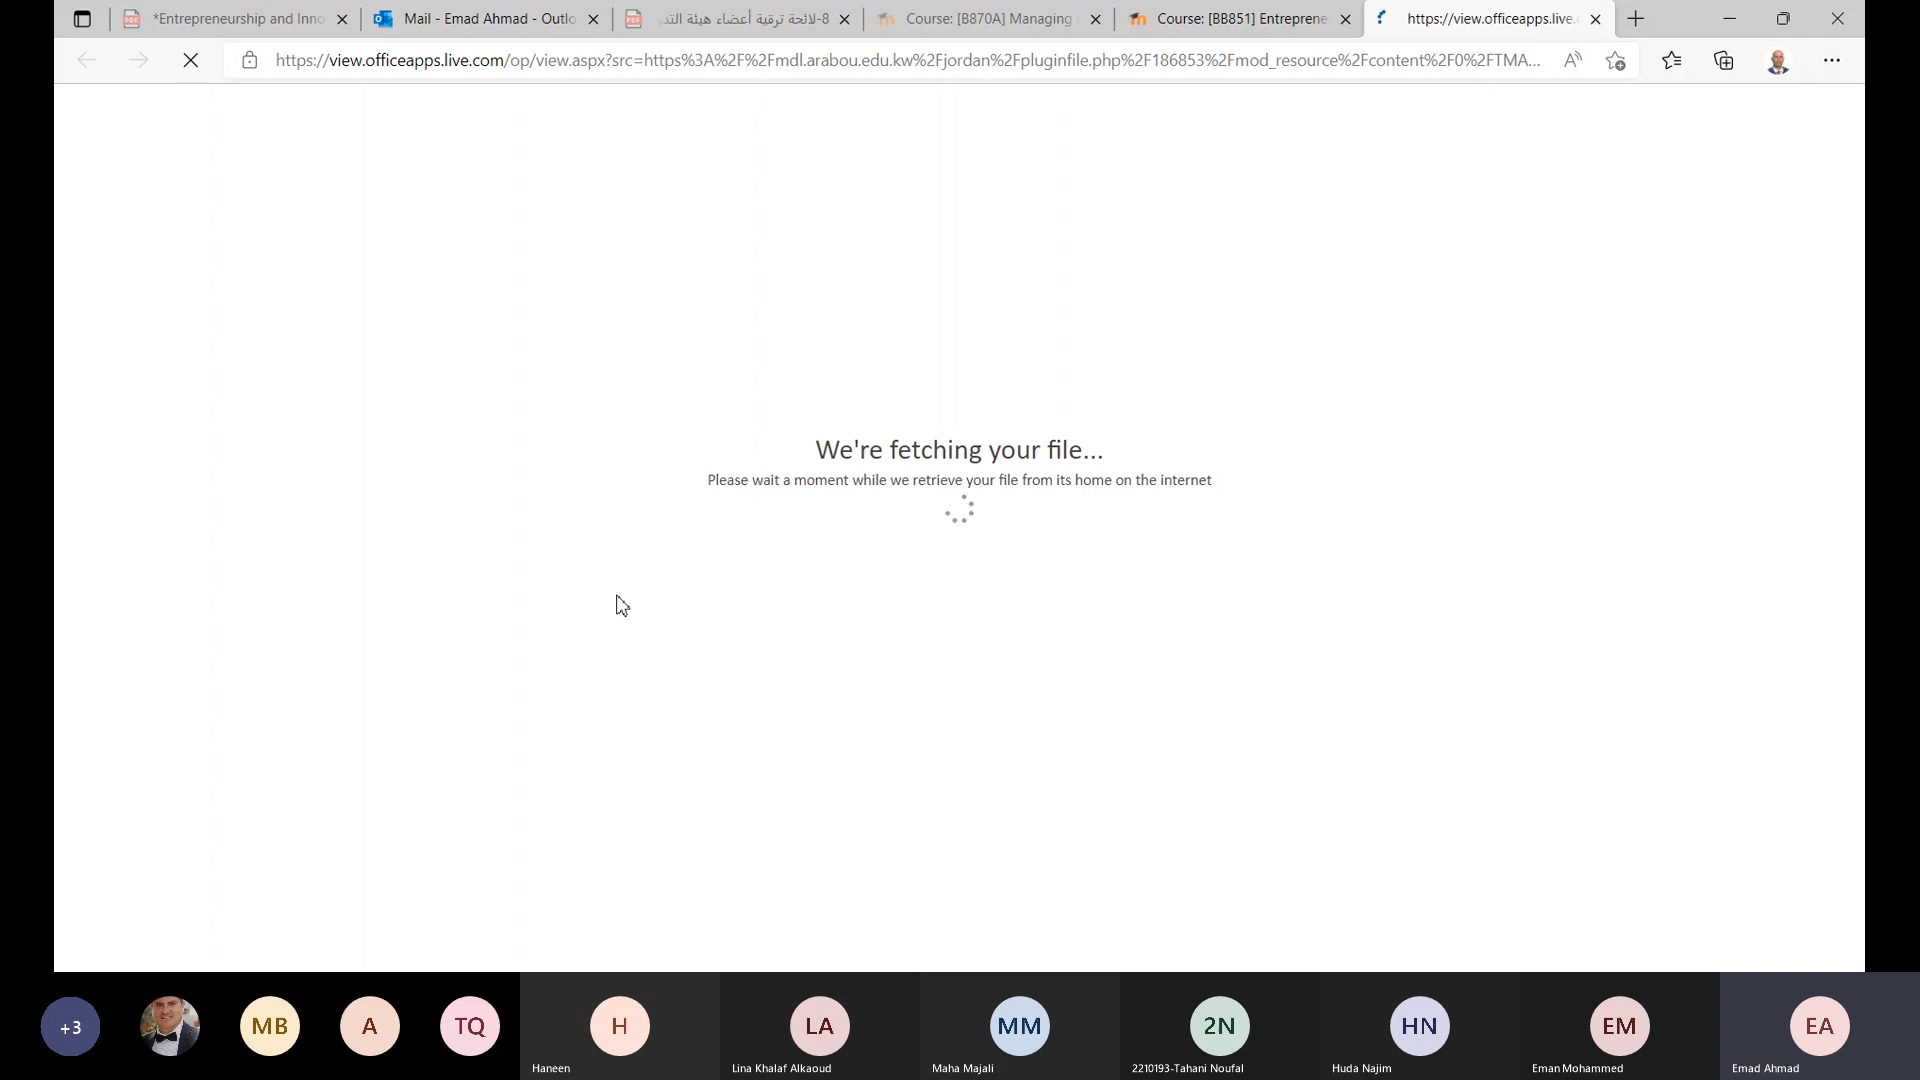 *Entrepreneurship and Inno
Mail - Emad Ahmad - Outlo
8-لائحة ترقية أعضاء هيئة التدر
Course: [B870A] Managing
Course: [BB851] Entreprene
https://view.officeapps.live.
https://view.officeapps.live.com/op/view.aspx?src=https%3A%2F%2Fmdl.arabou.edu.kw%2Fjordan%2Fpluginfile.php%2F186853%2Fmod_resource%2Fcontent%2F0%2FTMA...
We're fetching your file...
Please wait a moment while we retrieve your file from its home on the internet
+3
MB
A
TQ
H
LA
MM
2N
HN
EM
EA
Haneen
Lina Khalaf Alkaoud
Maha Majali
2210193-Tahani Noufal
Huda Najim
Eman Mohammed
Emad Ahmad